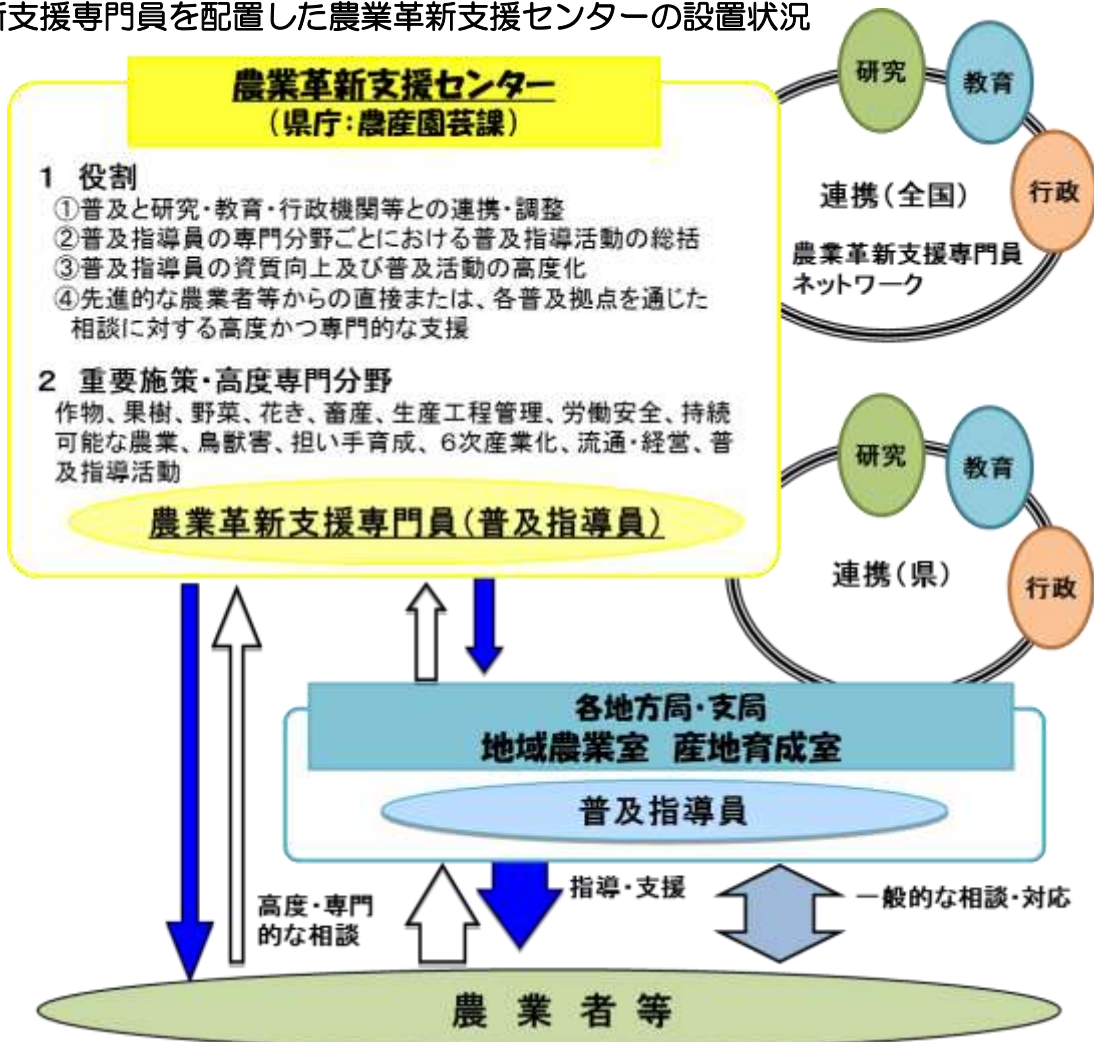 支援専門員を配置した農業革新支援センターの設置状況
農業革新支援センター
(県庁:農産園芸課)
1 役割
①普及と研究・教育・行政機関等との連携・調整
②普及指導員の専門分野ごとにおける普及指導活動の総括
③普及指導員の資質向上及び普及活動の高度化
④先進的な農業者等からの直接または、各普及拠点を通じた
相談に対する高度かつ専門的な支援
2 重要施策・高度専門分野
作物、果樹、野菜、花き、畜産、生産工程管理、労働安全、持続
可能な農業、鳥獣害、担い手育成、6次産業化、流通・経営、普
及指導活動
農業革新支援専門員(普及指導員)
研究
教育
行政
連携(全国)
農業革新支援専門員
ネットワーク
研究
教育
行政
連携(県)
各地方局・支局
地域農業室 産地育成室
普及指導員
高度・専門
的な相談
指導・支援
一般的な相談・対応
農業者等